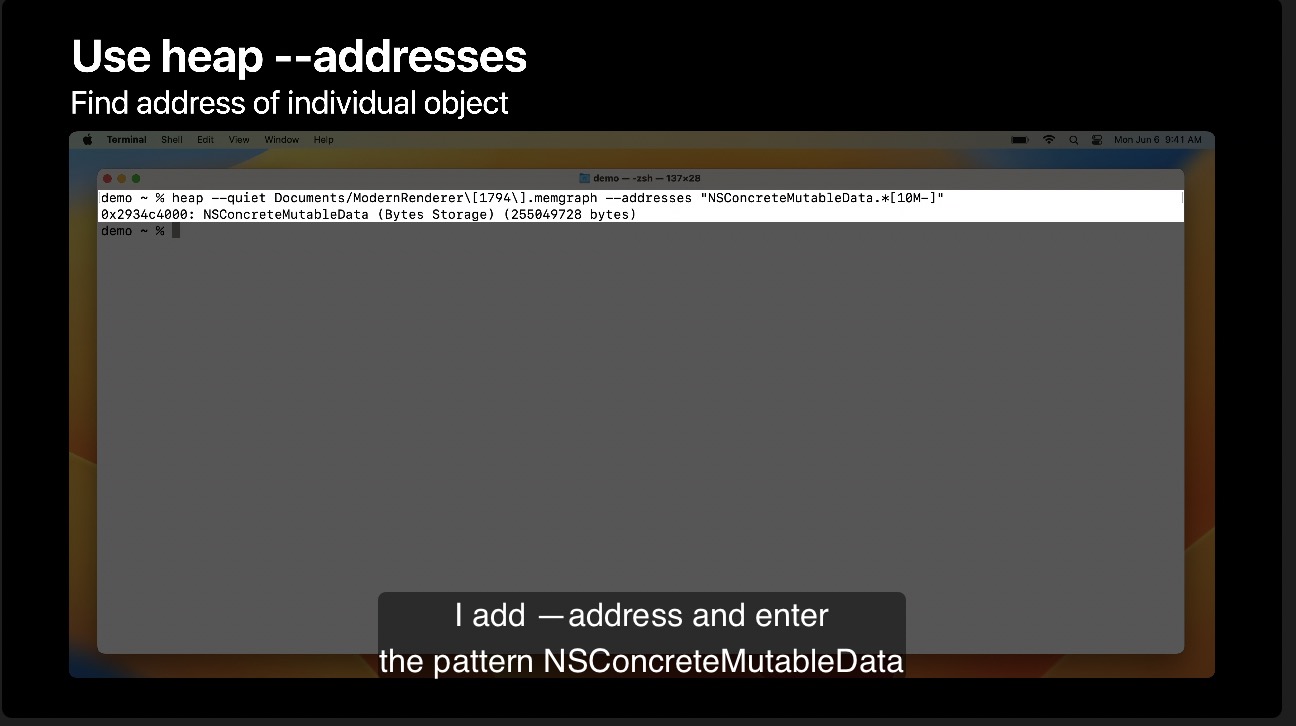 Use heap --addresses
Find address of individual object
Terminal Shell Edit View Window Help Mon Jun 6 9:41 AM
demo — -zsh — 137×28
demo ~ % heap --quiet Documents/ModernRenderer\[1794\].memgraph --addresses "NSConcreteMutableData.*[10M-]"
0x2934c4000: NSConcreteMutableData (Bytes Storage) (255049728 bytes)
demo ~ %
I add —address and enter
the pattern NSConcreteMutableData